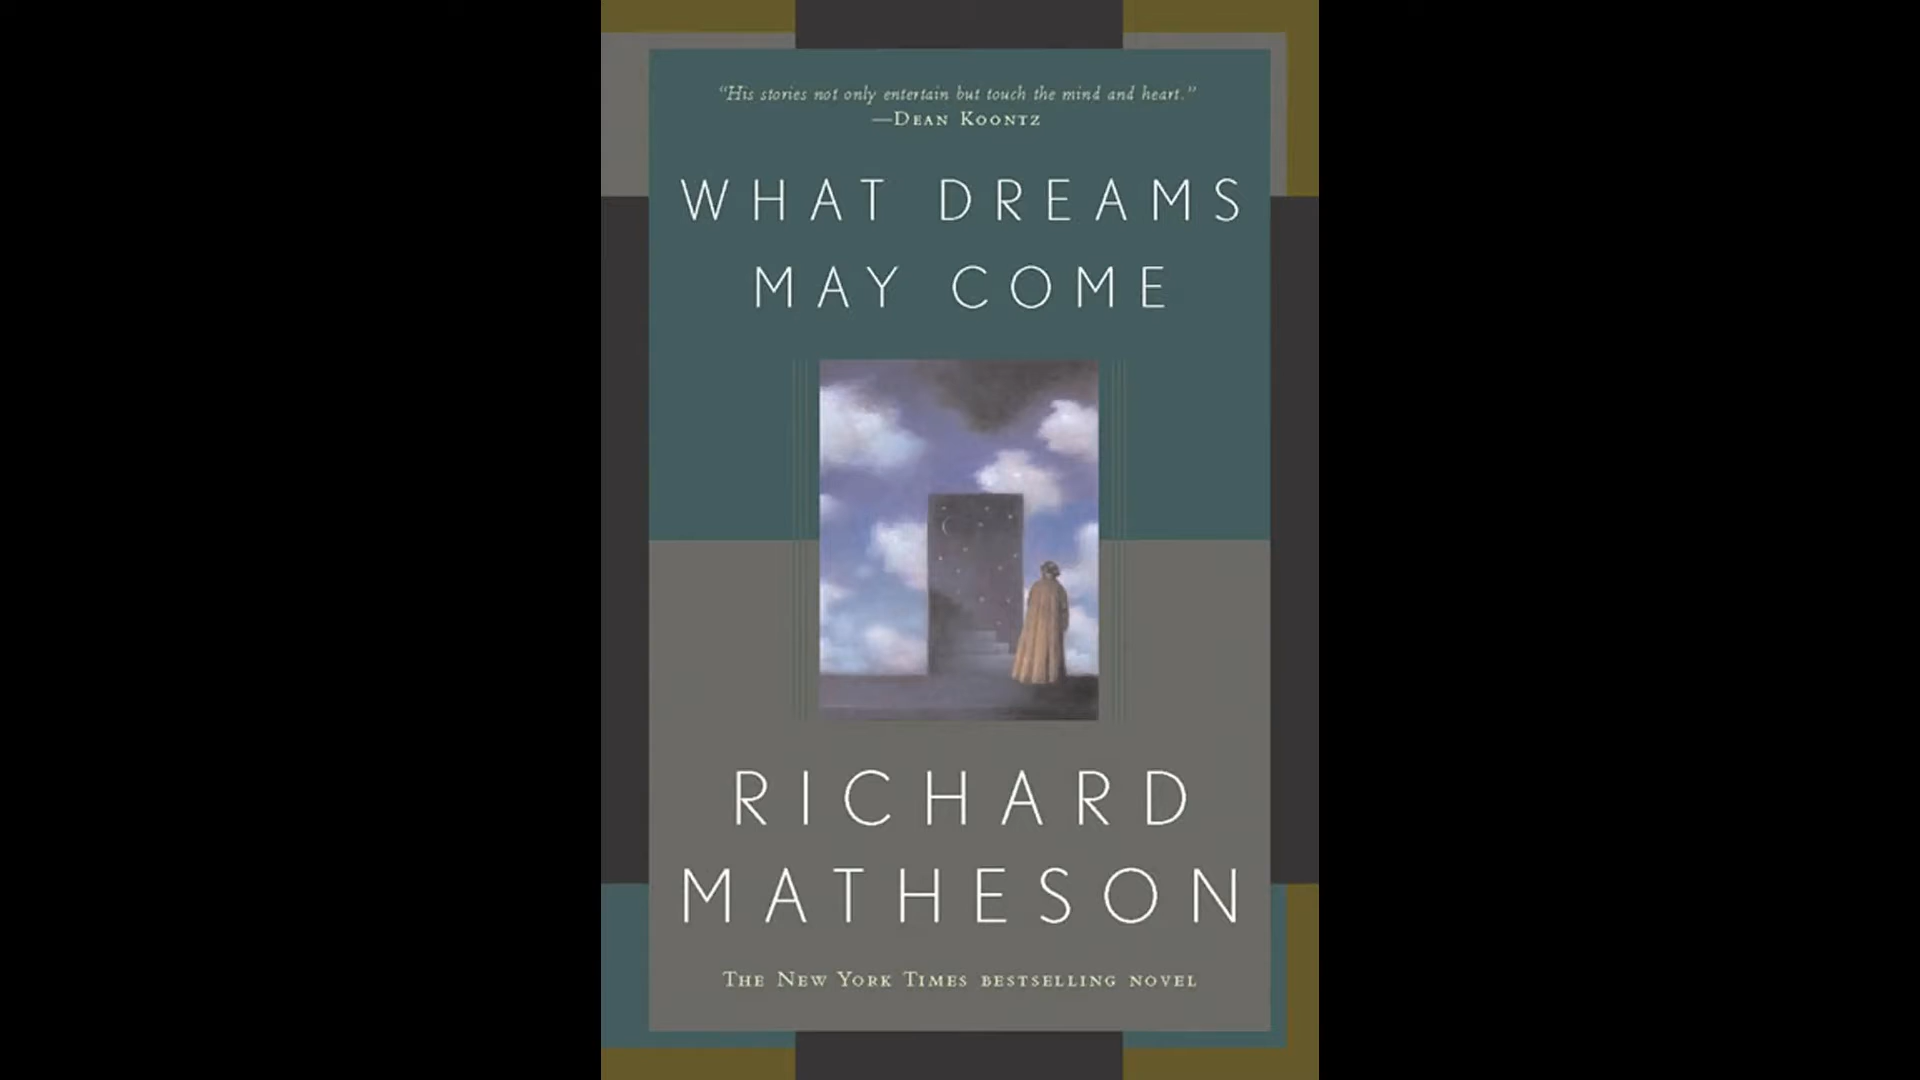 “His stories not only entertain but touch the mind and heart.”
—Dean Koontz
WHAT DREAMS
MAY COME
RICHARD
MATHESON
The New York Times bestselling novel